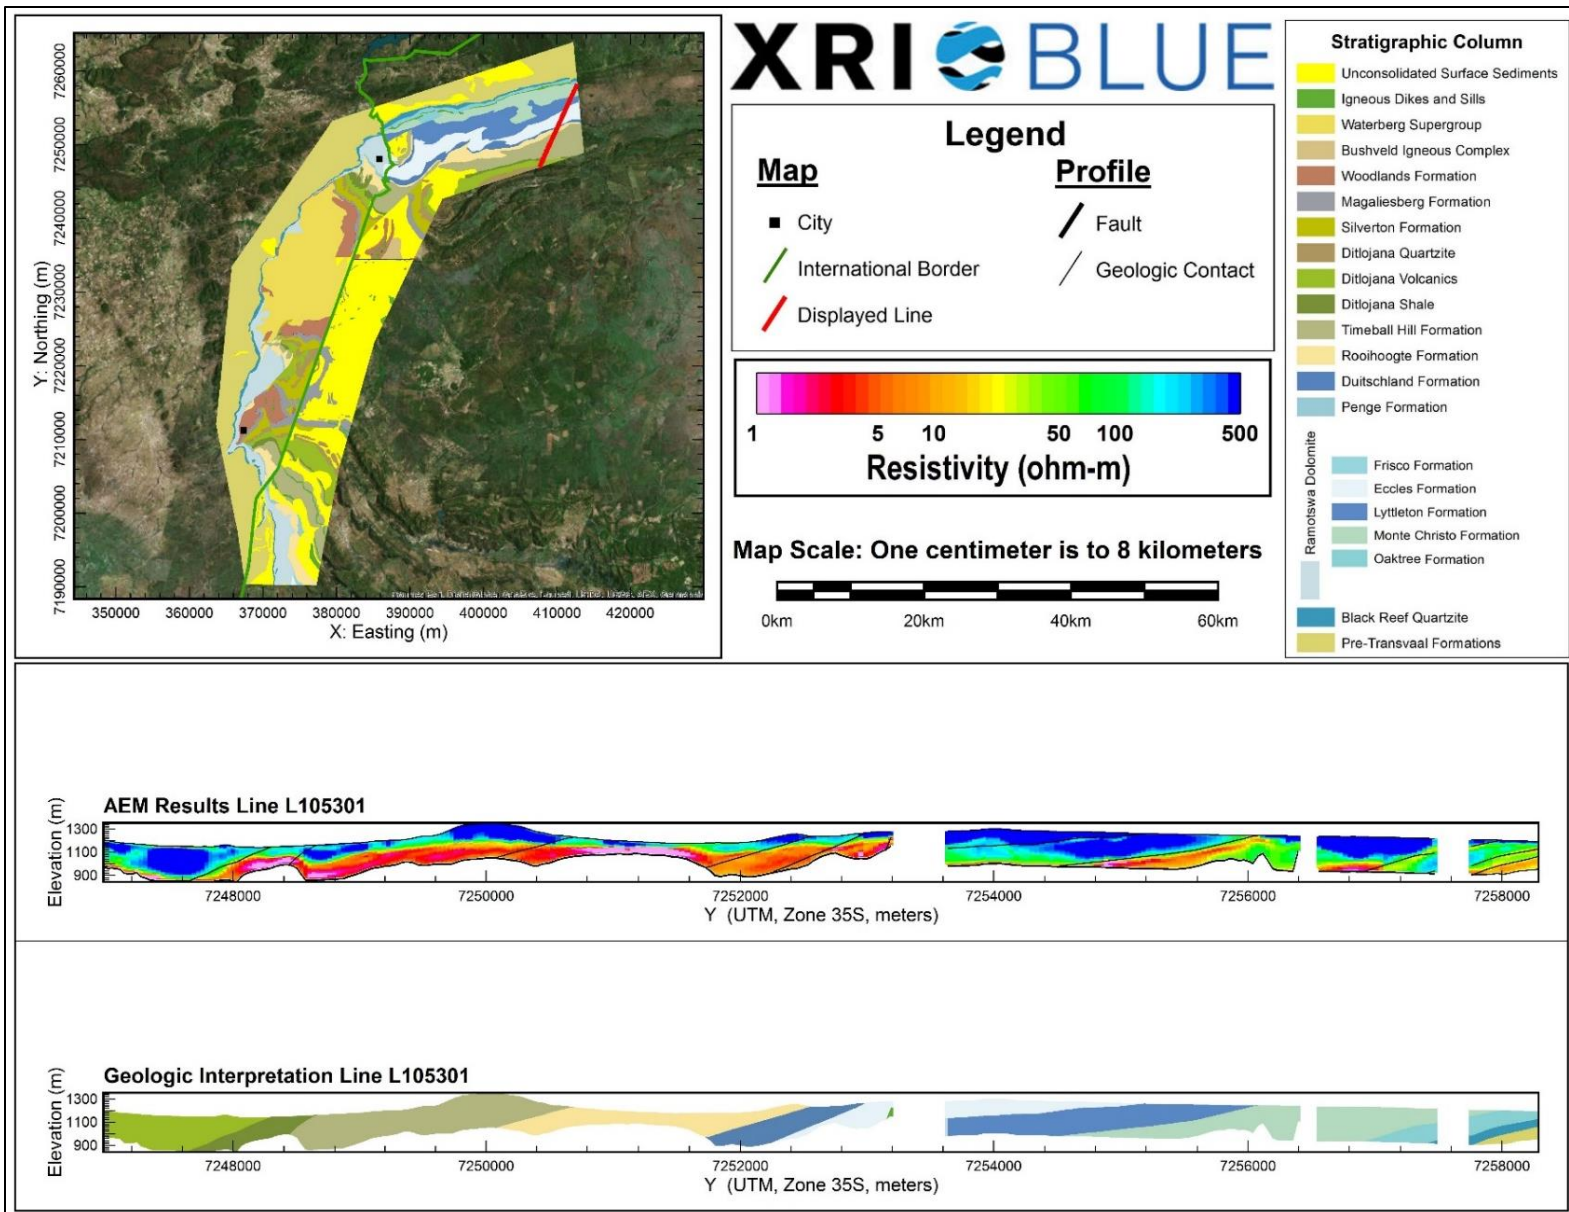 7260000
7250000
7240000
7230000
7220000
7210000
7200000
7190000
Y: Northing (m)
350000 360000 370000 380000 390000 400000 410000 420000
X: Easting (m)
XRI BLUE
Legend
Map
City
International Border
Displayed Line
Profile
Fault
Geologic Contact
1 5 10 50 100 500
Resistivity (ohm-m)
Map Scale: One centimeter is to 8 kilometers
0km 20km 40km 60km
Stratigraphic Column
Unconsolidated Surface Sediments
Igneous Dikes and Sills
Waterberg Supergroup
Bushveld Igneous Complex
Woodlands Formation
Magaliesberg Formation
Silverton Formation
Ditlojana Quartzite
Ditlojana Volcanics
Ditlojana Shale
Timeball Hill Formation
Rooihoogte Formation
Duitschland Formation
Penge Formation
Ramotswa Dolomite
Frisco Formation
Eccles Formation
Lyttleton Formation
Monte Christo Formation
Oaktree Formation
Black Reef Quartzite
Pre-Transvaal Formations
AEM Results Line L105301
Elevation (m)
1300
1100
900
7248000 7250000 7252000 7254000 7256000 7258000
Y (UTM, Zone 35S, meters)
Geologic Interpretation Line L105301
Elevation (m)
1300
1100
900
7248000 7250000 7252000 7254000 7256000 7258000
Y (UTM, Zone 35S, meters)